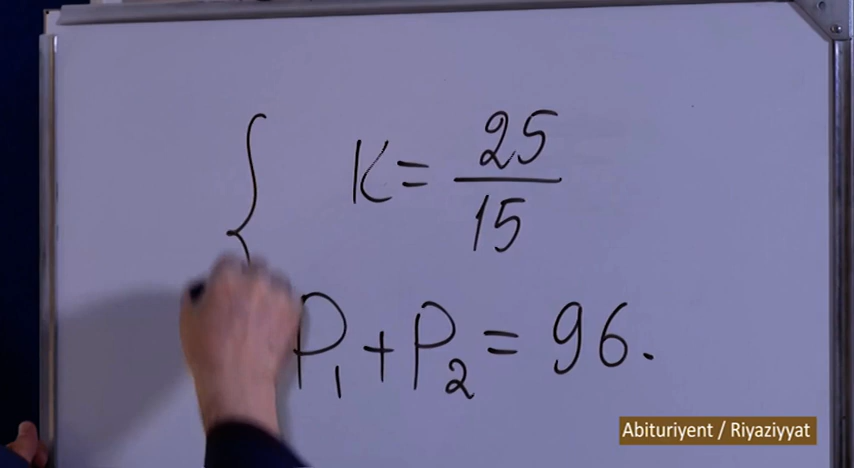 K = 25/15
P₁ + P₂ = 96.
Abituriyent / Riyaziyyat